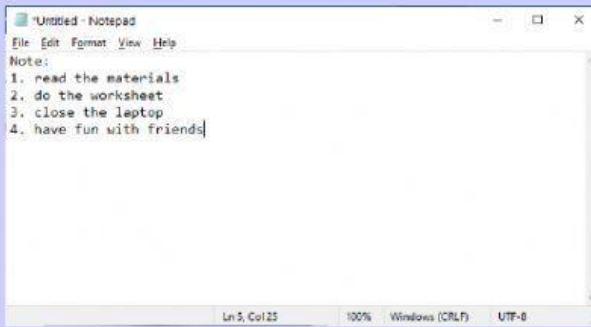 *Untitled - Notepad
File Edit Format View Help
Note:
1. read the materials
2. do the worksheet
3. close the laptop
4. have fun with friends
Ln 5, Col 25 100% Windows (CRLF) UTF-8